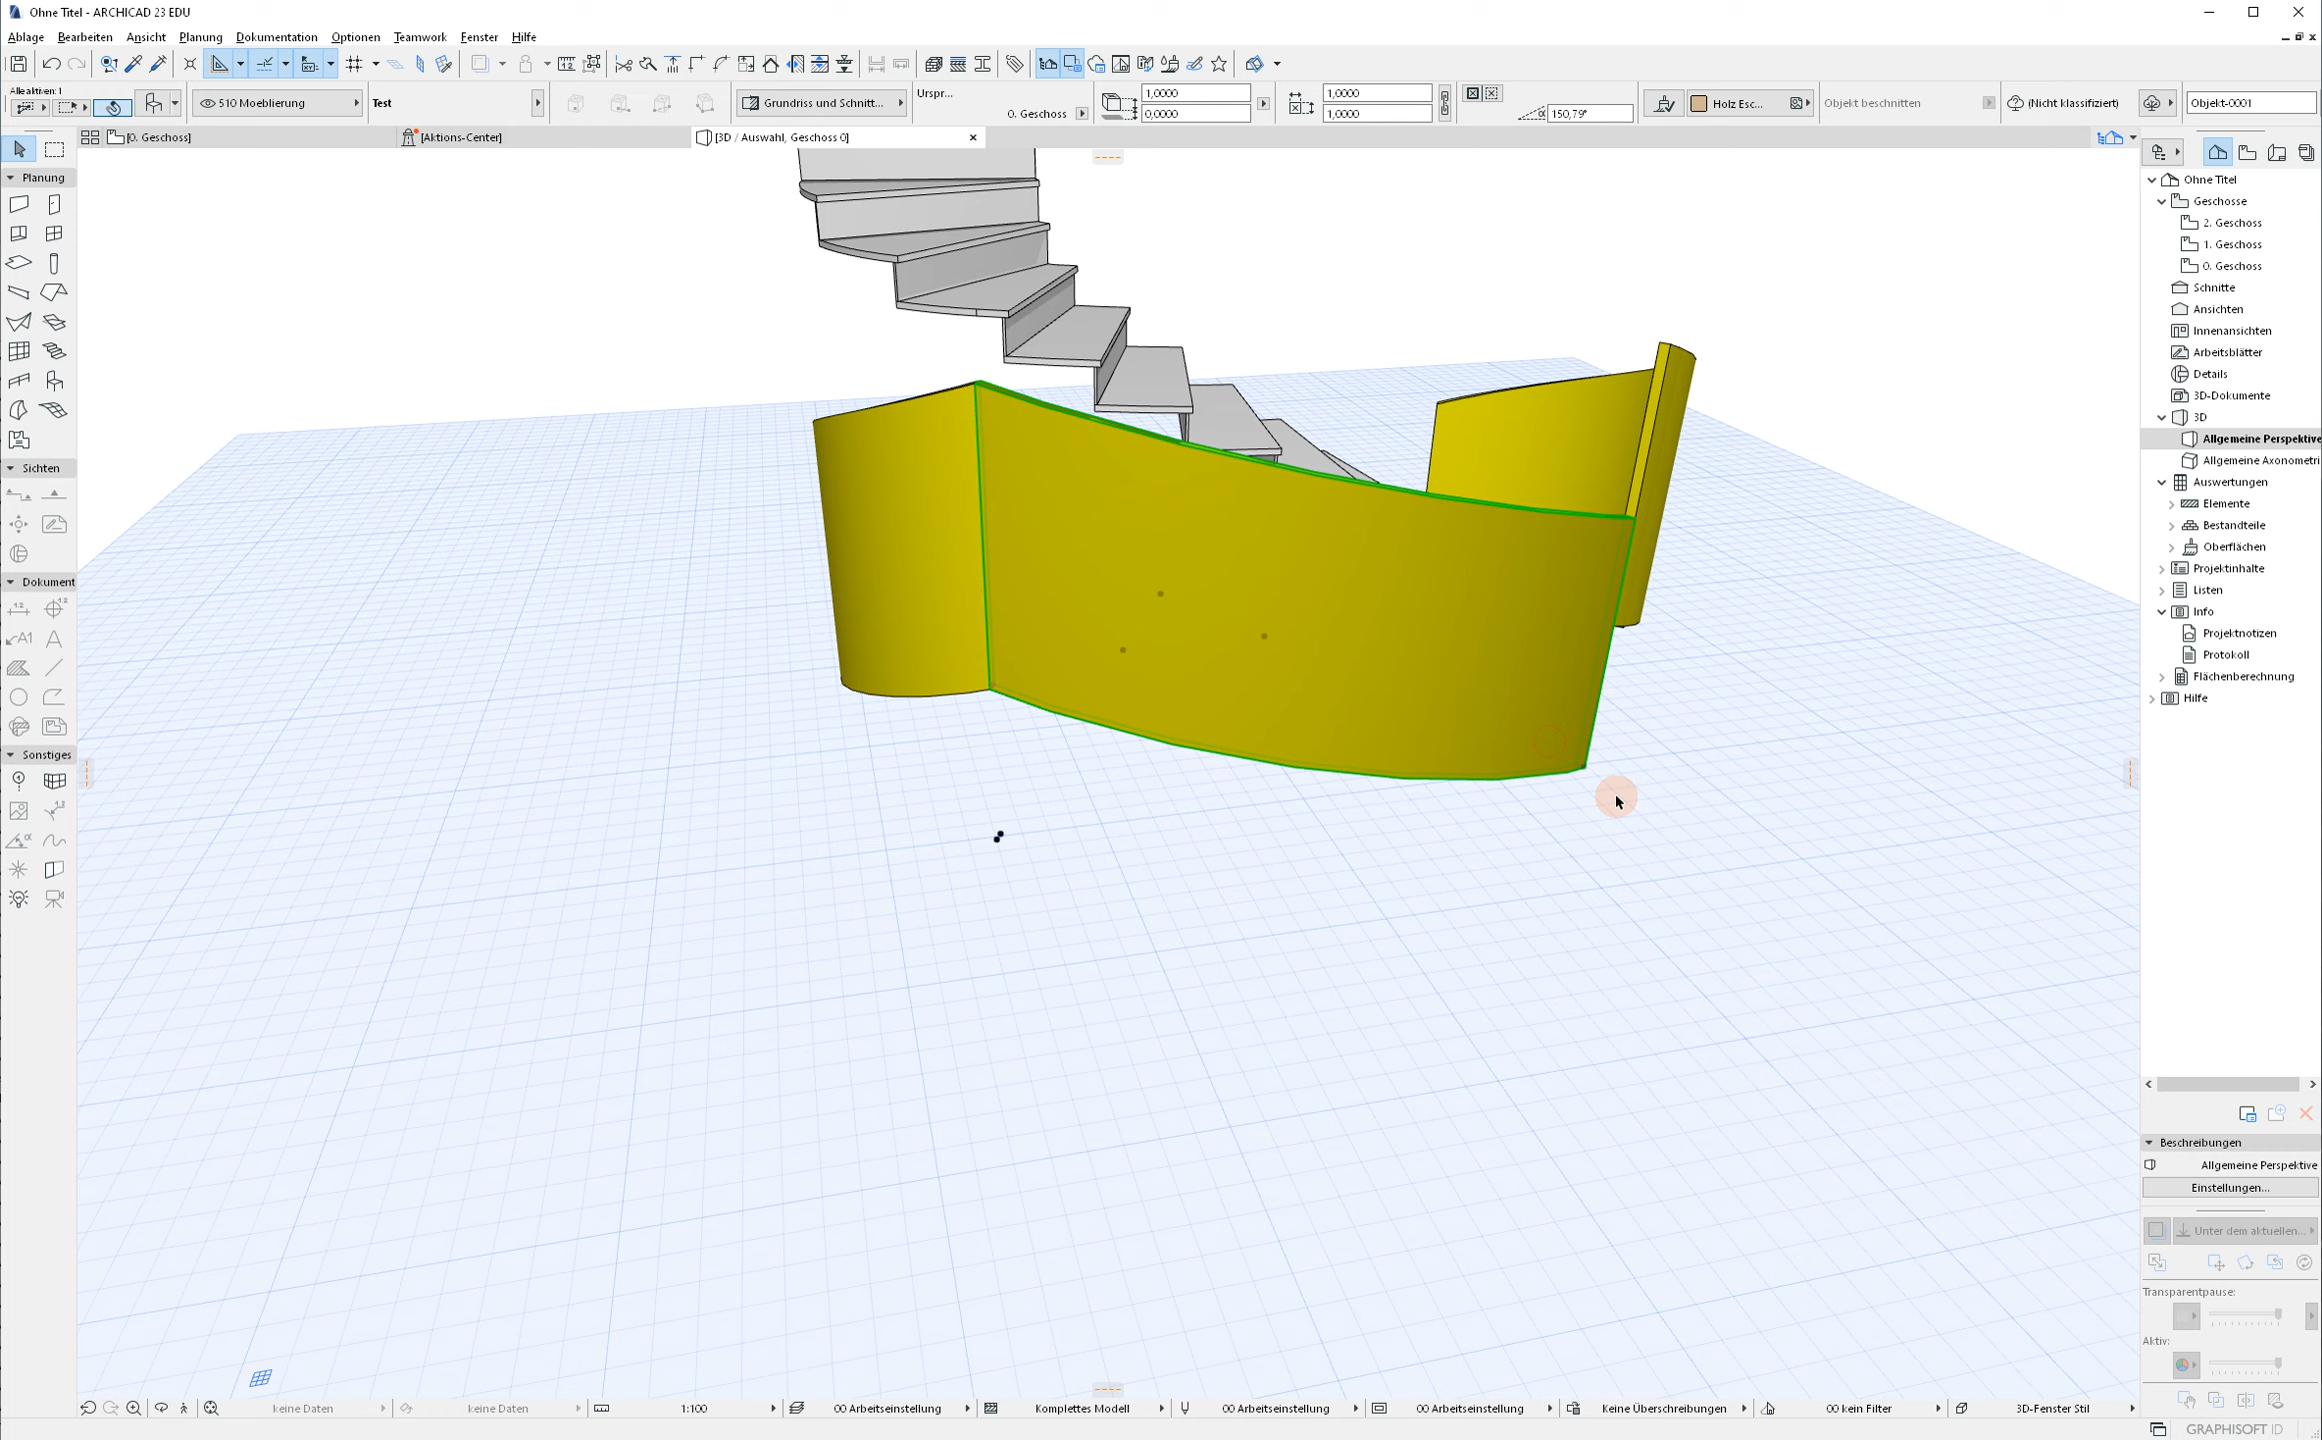 Ohne Titel - ARCHICAD 23 EDU
Ablage Bearbeiten Ansicht Planung Dokumentation Optionen Teamwork Fenster Hilfe
Alle aktiven: 1
510 Moeblierung
Test
Grundriss und Schnitt...
Urspr...
0. Geschoss
1,0000
0,0000
1,0000
1,0000
150,79°
Holz Esc...
Objekt beschnitten
(Nicht klassifiziert)
Objekt-0001
[0. Geschoss]
[Aktions-Center]
[3D / Auswahl, Geschoss 0]
Planung
Sichten
Dokument
Sonstiges
Ohne Titel
Geschosse
2. Geschoss
1. Geschoss
0. Geschoss
Schnitte
Ansichten
Innenansichten
Arbeitsblätter
Details
3D-Dokumente
3D
Allgemeine Perspektive
Allgemeine Axonometri
Auswertungen
Elemente
Bestandteile
Oberflächen
Projektinhalte
Listen
Info
Projektnotizen
Protokoll
Flächenberechnung
Hilfe
Beschreibungen
Allgemeine Perspektive
Einstellungen...
Unter dem aktuellen...
Transparentpause:
Aktiv:
keine Daten
keine Daten
1:100
00 Arbeitseinstellung
Komplettes Modell
00 Arbeitseinstellung
00 Arbeitseinstellung
Keine Überschreibungen
00 kein Filter
3D-Fenster Stil
GRAPHISOFT ID